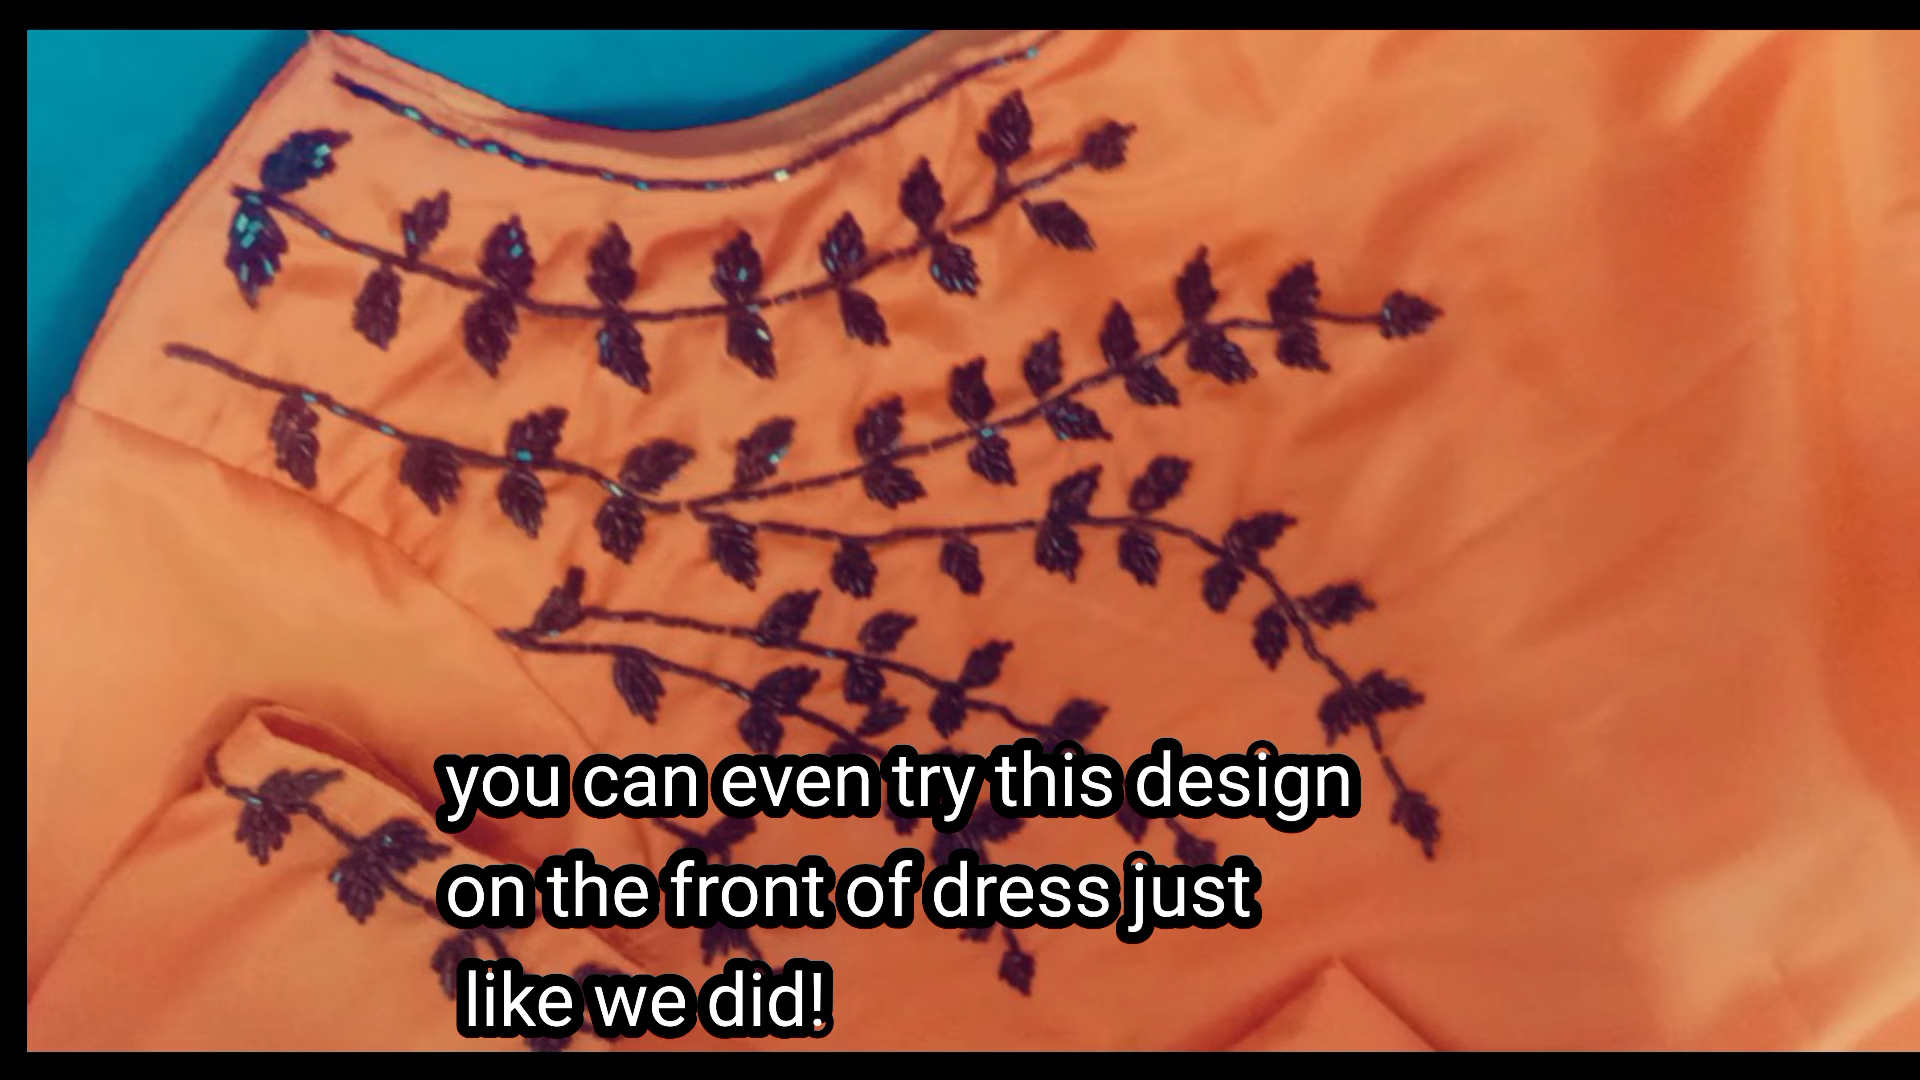 you can even try this design
on the front of dress just
like we did!